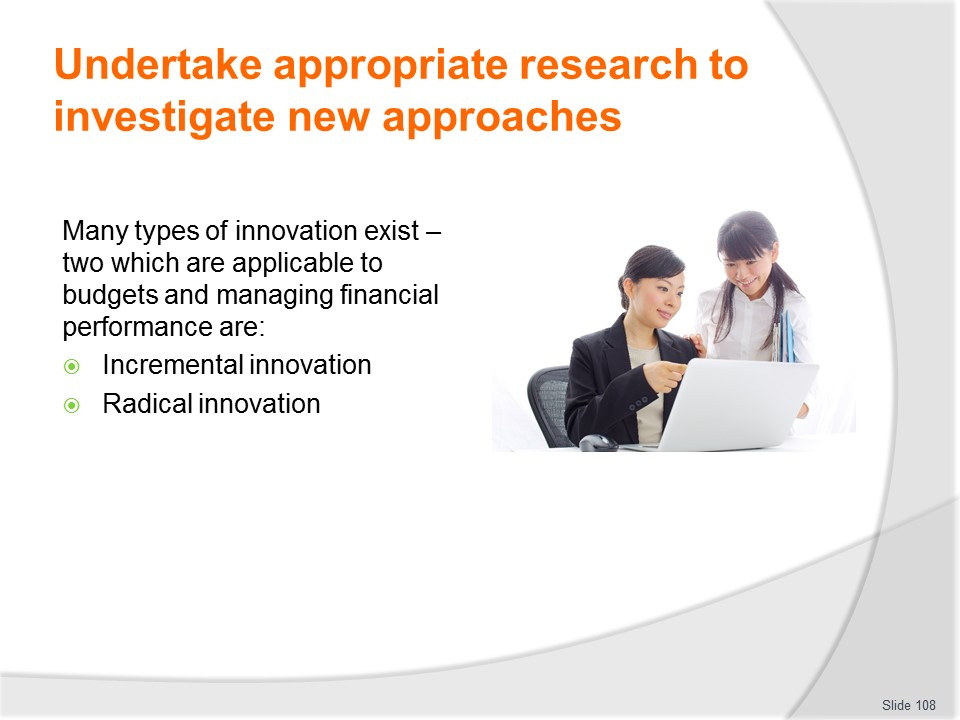 Undertake appropriate research to
investigate new approaches
Many types of innovation exist –
two which are applicable to
budgets and managing financial
performance are:
Incremental innovation
Radical innovation
Slide 108